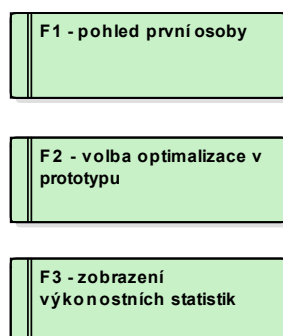 F1 - pohled první osoby
F2 - volba optimalizace v
prototypu
F3 - zobrazení
výkonostních statistik